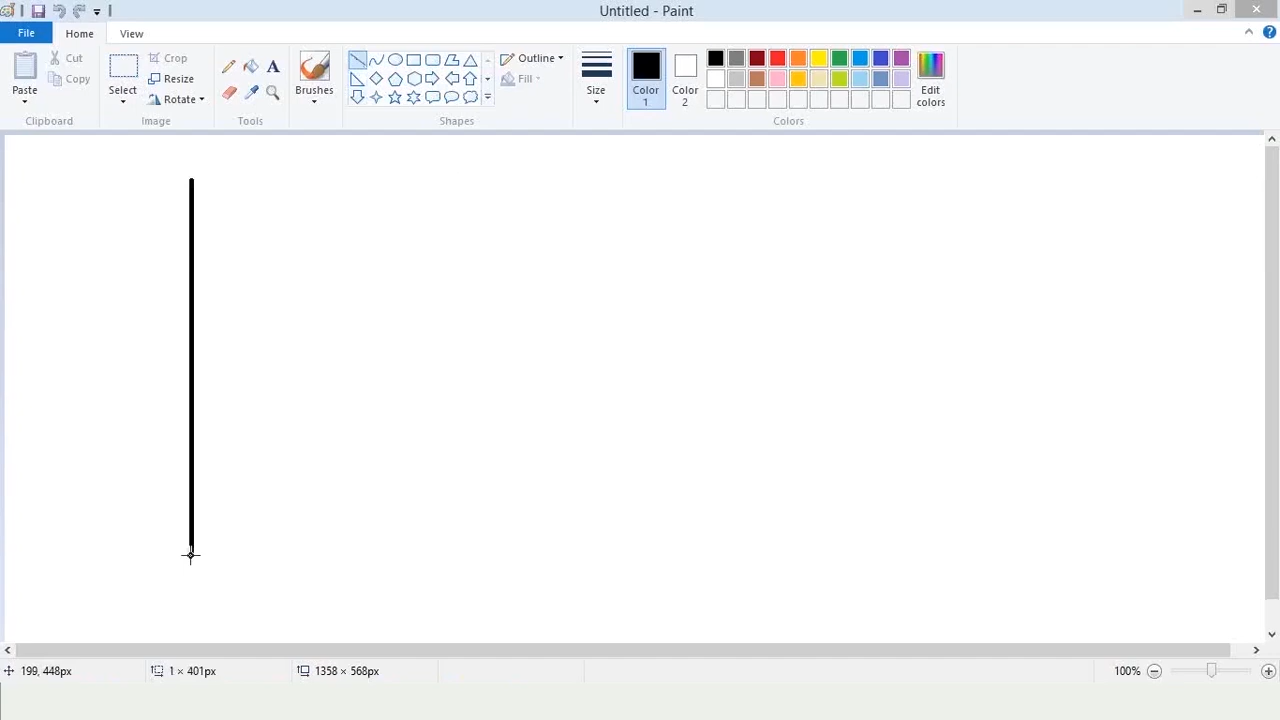 Untitled - Paint
File Home View
Paste
Cut
Copy
Clipboard
Select
Crop
Resize
Rotate
Image
A
Tools
Brushes
Outline
Fill
Shapes
Size
Color 1
Color 2
Edit colors
Colors
199, 448px
1 × 401px
1358 × 568px
100%